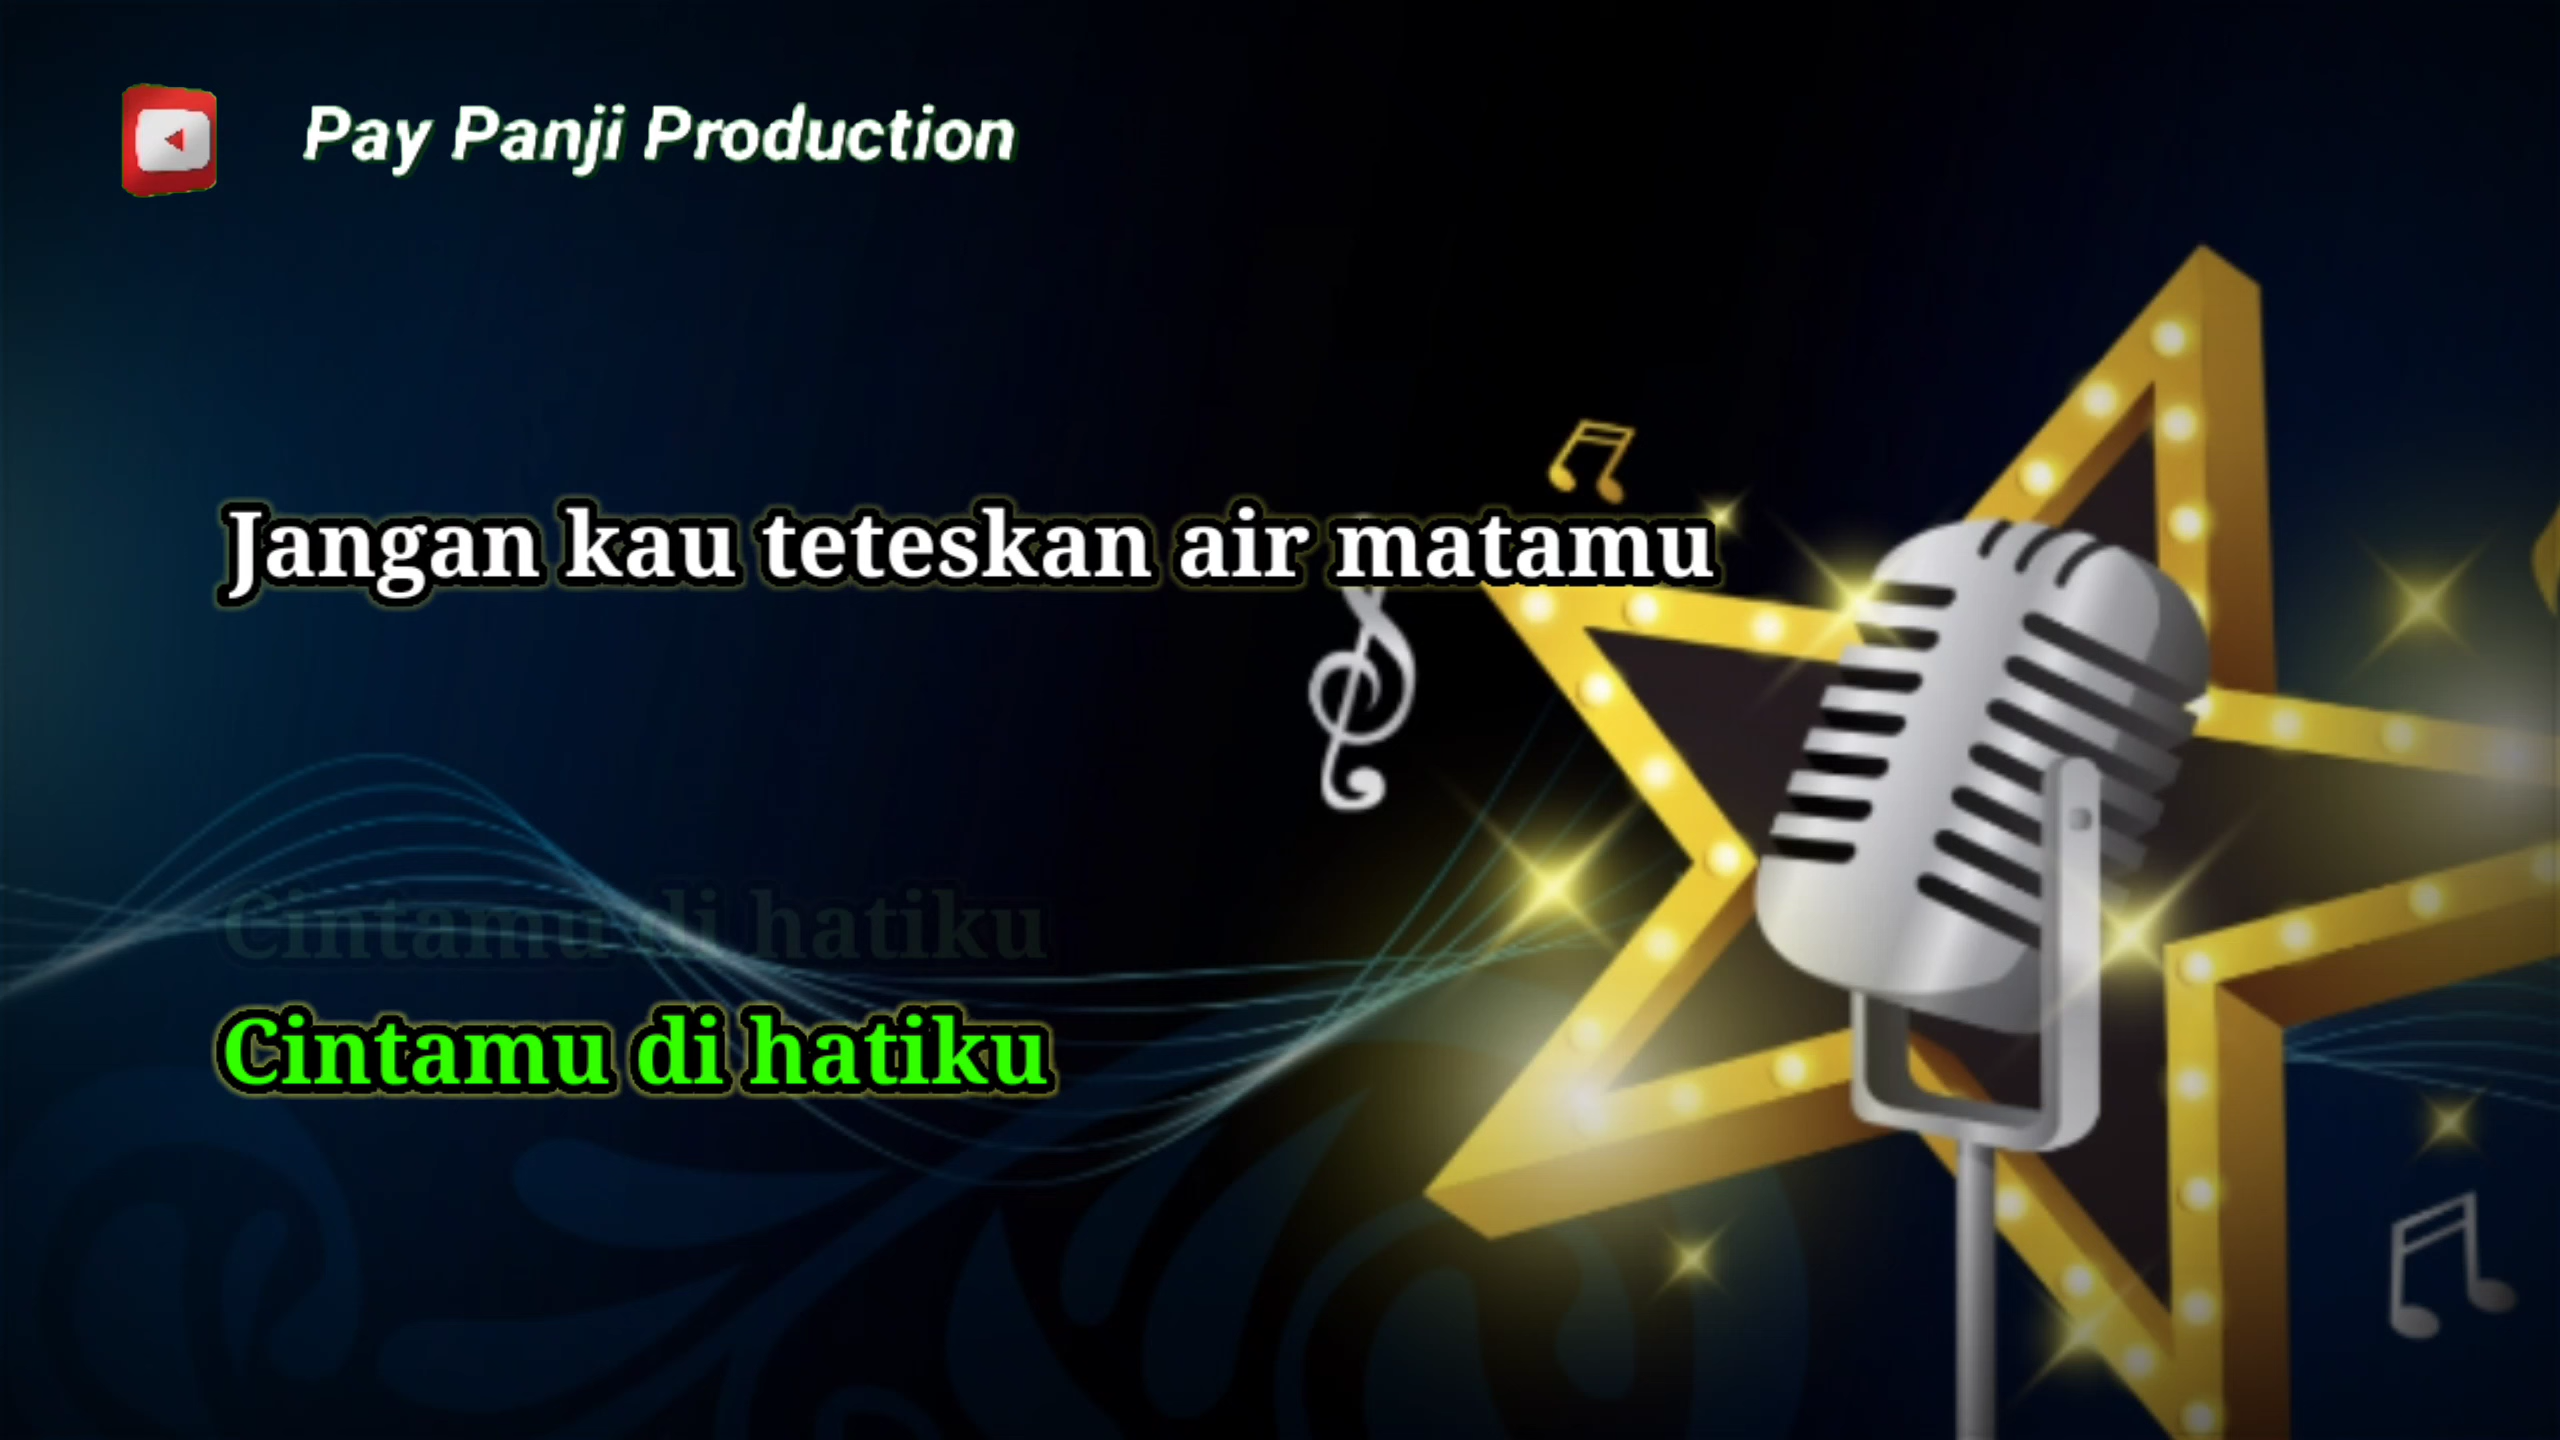 Pay Panji Production
Jangan kau teteskan air matamu
Cintamu di hatiku
Cintamu di hatiku